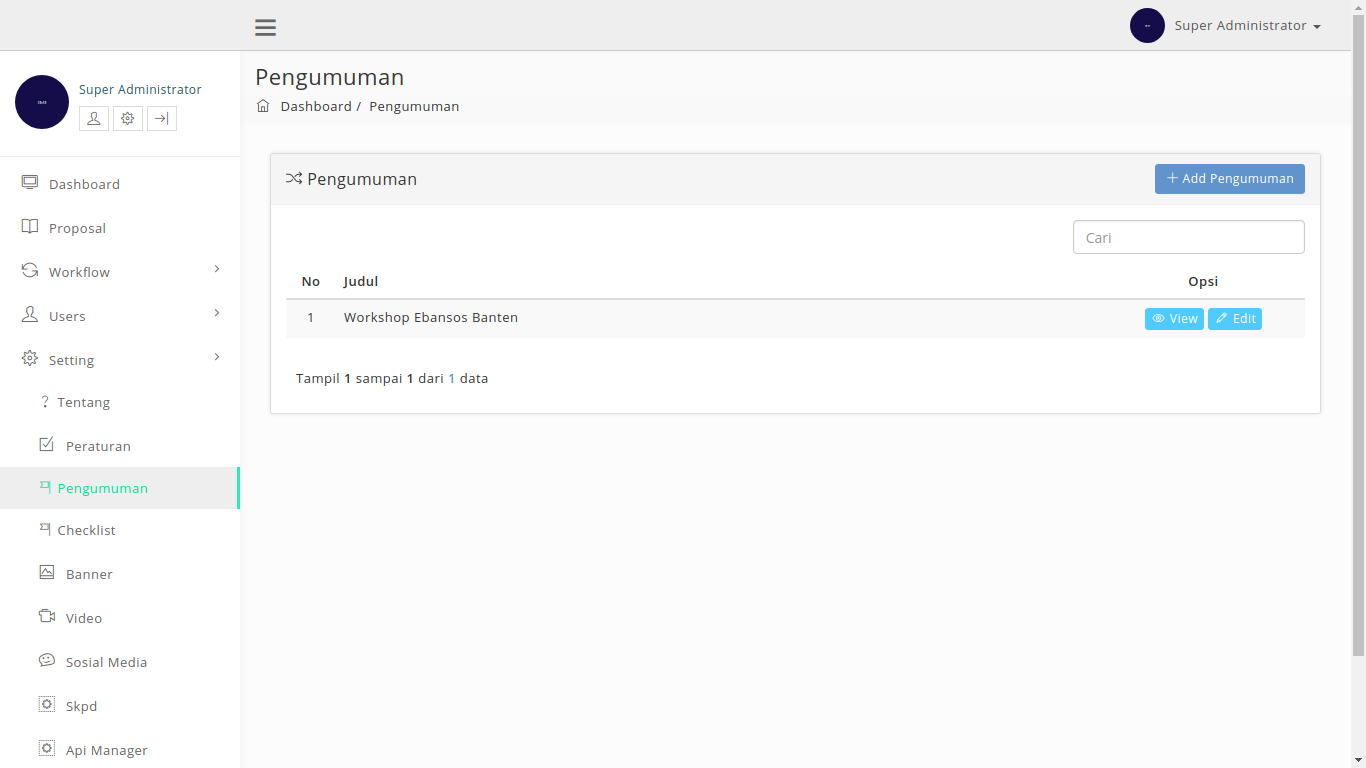 Super Administrator
Super Administrator
Dashboard
Proposal
Workflow
Users
Setting
? Tentang
Peraturan
Pengumuman
Checklist
Banner
Video
Sosial Media
Skpd
Api Manager
Pengumuman
Dashboard / Pengumuman
Pengumuman
+ Add Pengumuman
Cari
No Judul Opsi
1 Workshop Ebansos Banten View Edit
Tampil 1 sampai 1 dari 1 data